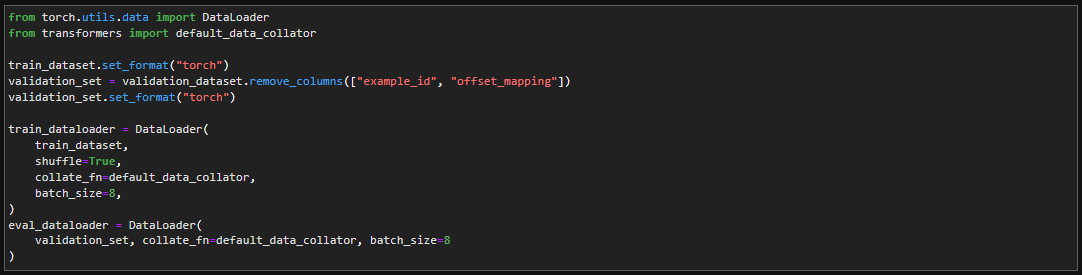 from torch.utils.data import DataLoader
from transformers import default_data_collator

train_dataset.set_format("torch")
validation_set = validation_dataset.remove_columns(["example_id", "offset_mapping"])
validation_set.set_format("torch")

train_dataloader = DataLoader(
    train_dataset,
    shuffle=True,
    collate_fn=default_data_collator,
    batch_size=8,
)
eval_dataloader = DataLoader(
    validation_set, collate_fn=default_data_collator, batch_size=8
)